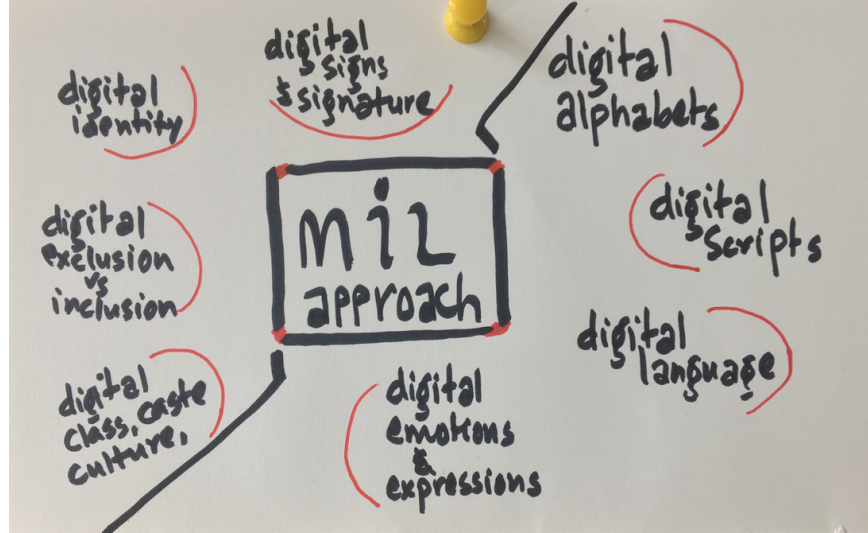 digital
signs
& signature
digital
alphabets
digital
identity
mil
approach
digital
scripts
digital
exclusion
vs
inclusion
digital
language
digital
class, caste
culture,
digital
emotions
&
expressions